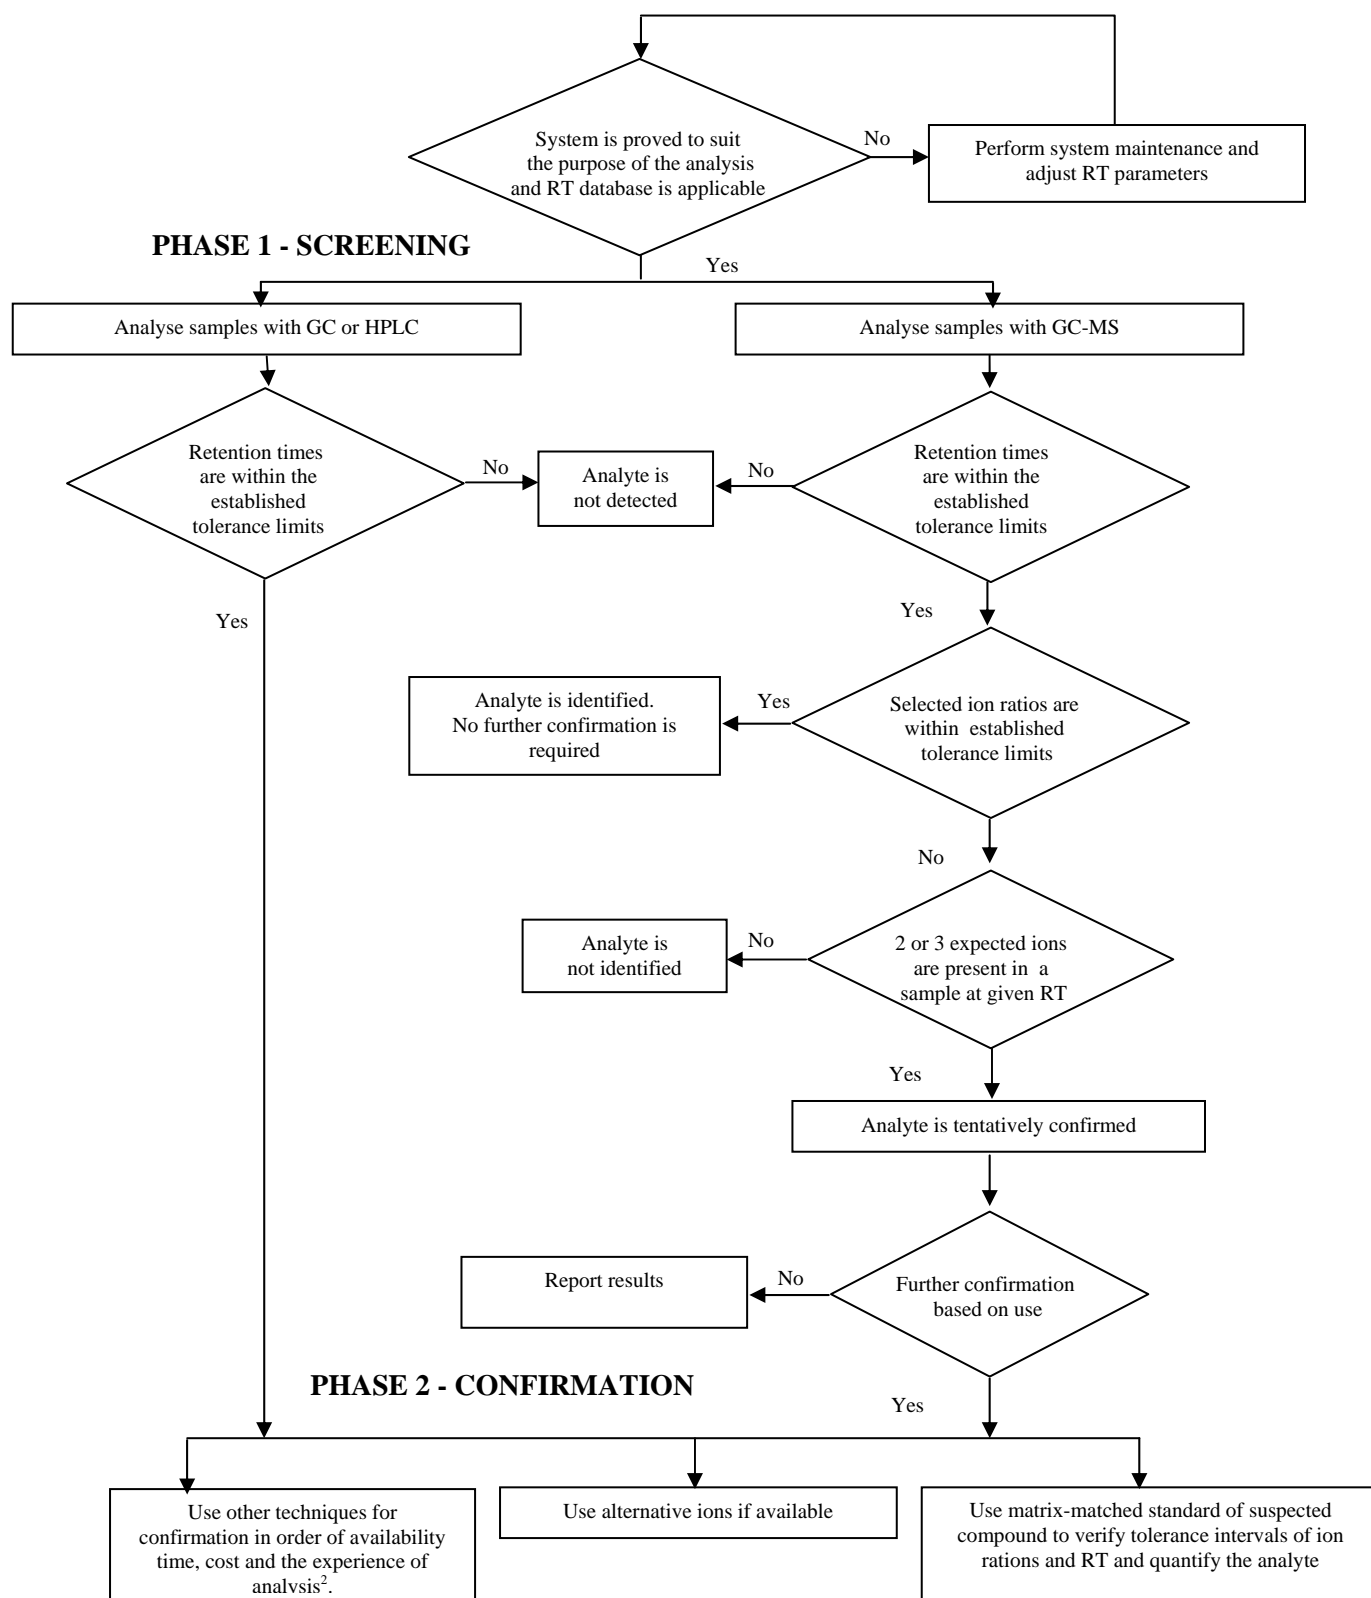 System is proved to suit
the purpose of the analysis
and RT database is applicable
No
Perform system maintenance and
adjust RT parameters
PHASE 1 - SCREENING
Yes
Analyse samples with GC or HPLC
Analyse samples with GC-MS
Retention times
are within the
established
tolerance limits
No
Analyte is
not detected
No
Retention times
are within the
established
tolerance limits
Yes
Yes
Analyte is identified.
No further confirmation is
required
Yes
Selected ion ratios are
within established
tolerance limits
No
Analyte is
not identified
No
2 or 3 expected ions
are present in a
sample at given RT
Yes
Analyte is tentatively confirmed
Report results
No
Further confirmation
based on use
PHASE 2 - CONFIRMATION
Yes
Use other techniques for
confirmation in order of availability
time, cost and the experience of
analysis².
Use alternative ions if available
Use matrix-matched standard of suspected
compound to verify tolerance intervals of ion
rations and RT and quantify the analyte